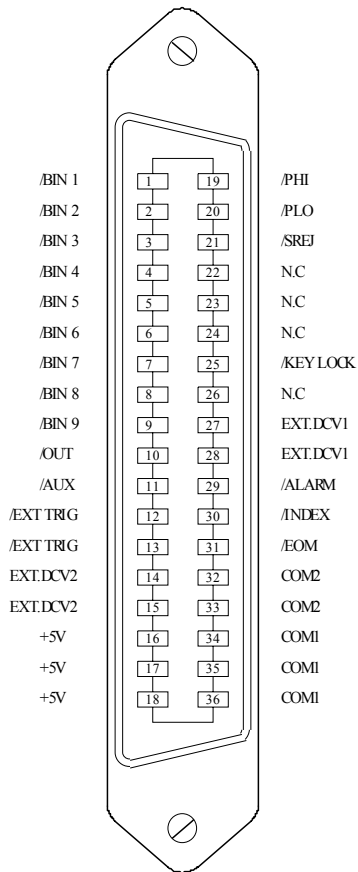 /BIN 1 1 19 /PHI
/BIN 2 2 20 /PLO
/BIN 3 3 21 /SREJ
/BIN 4 4 22 N.C
/BIN 5 5 23 N.C
/BIN 6 6 24 N.C
/BIN 7 7 25 /KEY LOCK
/BIN 8 8 26 N.C
/BIN 9 9 27 EXT.DCV1
/OUT 10 28 EXT.DCV1
/AUX 11 29 /ALARM
/EXT TRIG 12 30 /INDEX
/EXT TRIG 13 31 /EOM
EXT.DCV2 14 32 COM2
EXT.DCV2 15 33 COM2
+5V 16 34 COM1
+5V 17 35 COM1
+5V 18 36 COM1